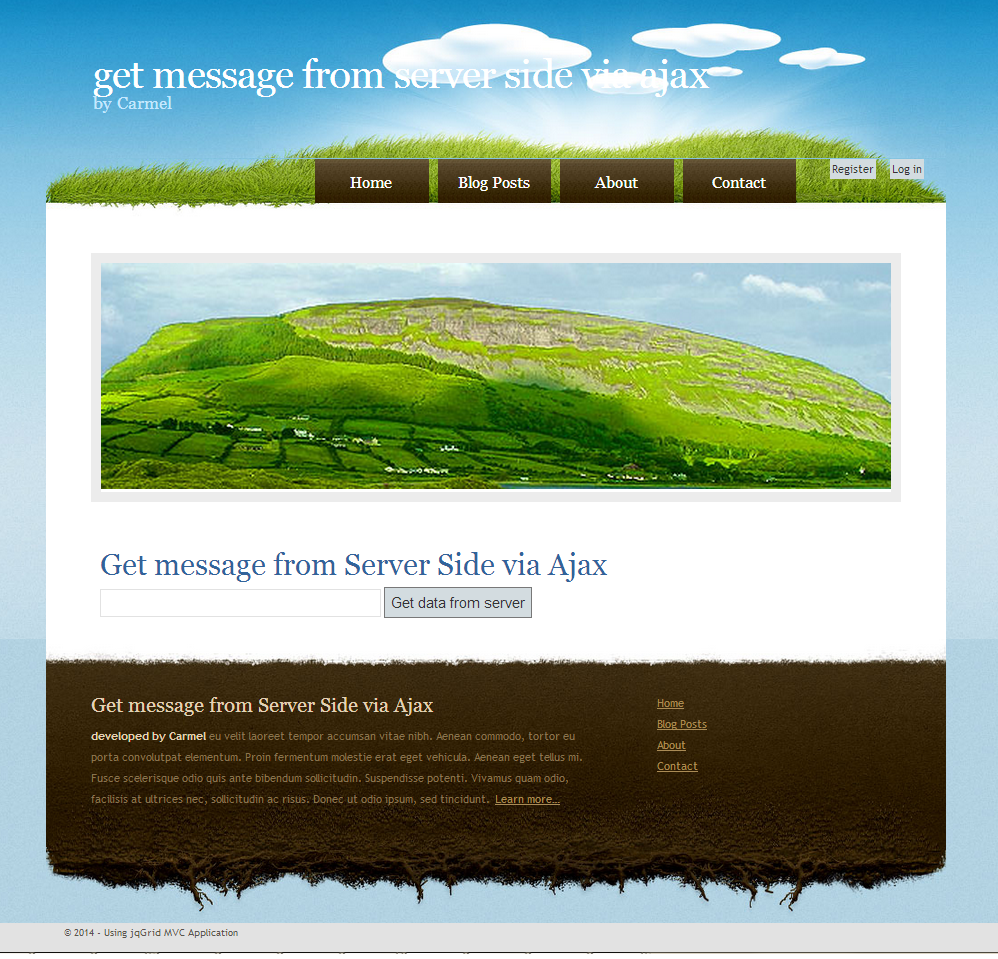 get message from server side via ajax
by Carmel
Home
Blog Posts
About
Contact
Register
Log in
Get message from Server Side via Ajax
Get data from server
Get message from Server Side via Ajax
developed by Carmel eu velit laoreet tempor accumsan vitae nibh. Aenean commodo, tortor eu
porta convolutpat elementum. Proin fermentum molestie erat eget vehicula. Aenean eget tellus mi.
Fusce scelerisque odio quis ante bibendum sollicitudin. Suspendisse potenti. Vivamus quam odio,
facilisis at ultrices nec, sollicitudin ac risus. Donec ut odio ipsum, sed tincidunt. Learn more...
Home
Blog Posts
About
Contact
© 2014 - Using jqGrid MVC Application